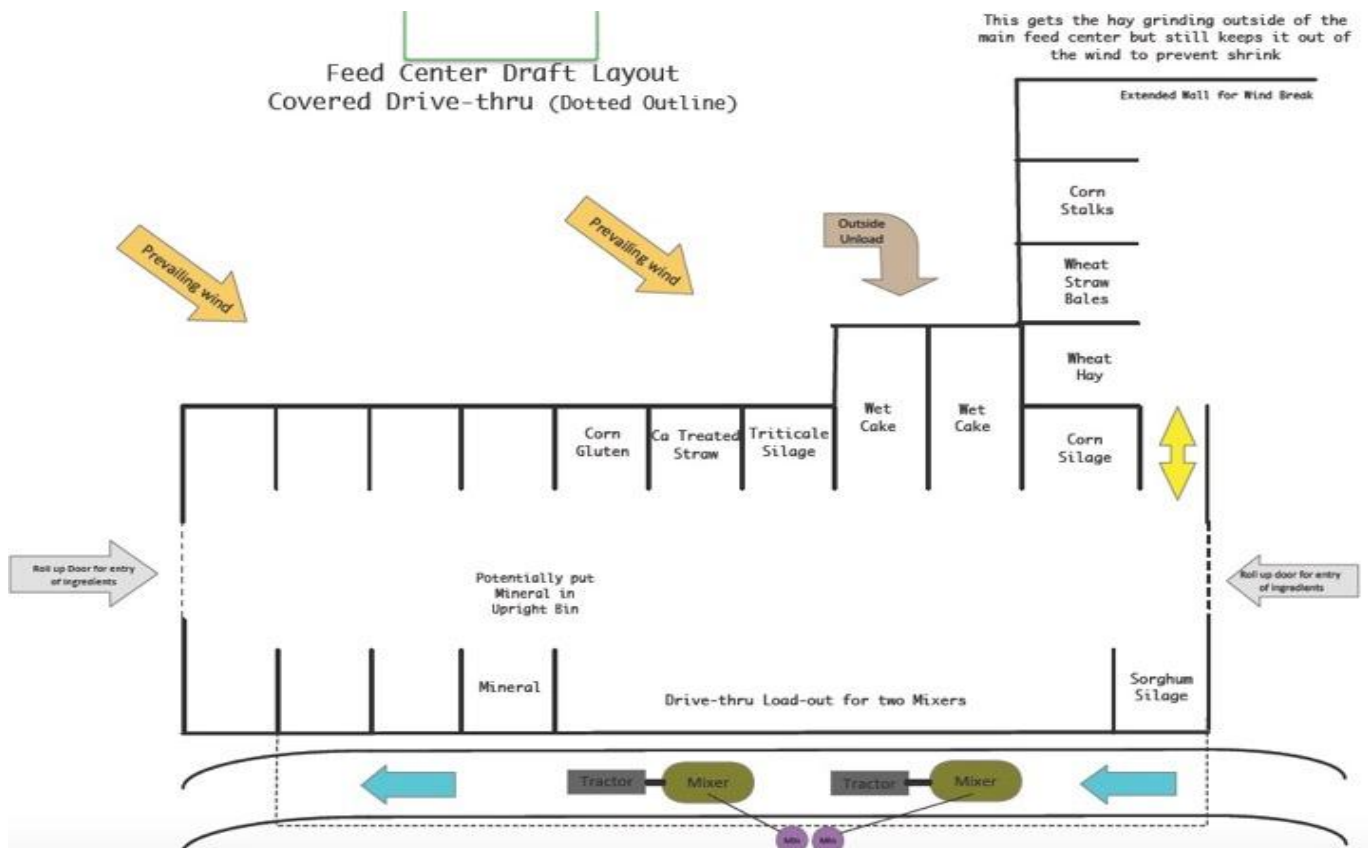 This gets the hay grinding outside of the
main feed center but still keeps it out of
the wind to prevent shrink
Feed Center Draft Layout
Covered Drive-thru (Dotted Outline)
Extended Wall for Wind Break
Corn
Stalks
Prevailing wind
Prevailing wind
Outside
Unload
Wheat
Straw
Bales
Wheat
Hay
Corn
Gluten
Ca Treated
Straw
Triticale
Silage
Wet
Cake
Wet
Cake
Corn
Silage
Roll up Door for entry
of Ingredients
Potentially put
Mineral in
Upright Bin
Roll up door for entry
of Ingredients
Mineral
Drive-thru Load-out for two Mixers
Sorghum
Silage
Tractor
Mixer
Tractor
Mixer